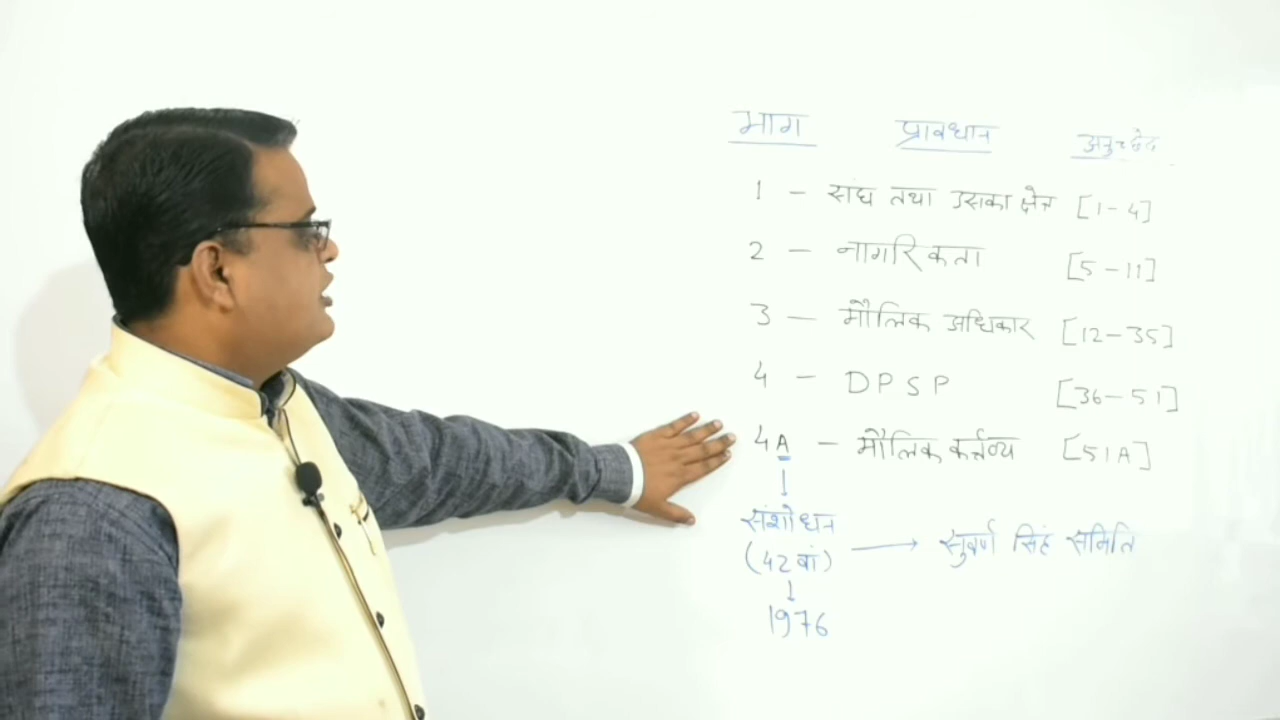 भाग प्रावधान अनुच्छेद
1 - संघ तथा उसका क्षेत्र [1-4]
2 - नागरिकता [5-11]
3 - मौलिक अधिकार [12-35]
4 - DPSP [36-51]
4A - मौलिक कर्त्तव्य [51A]
↓
संशोधन
(42वां) → सुवर्ण सिंह समिति
↓
1976